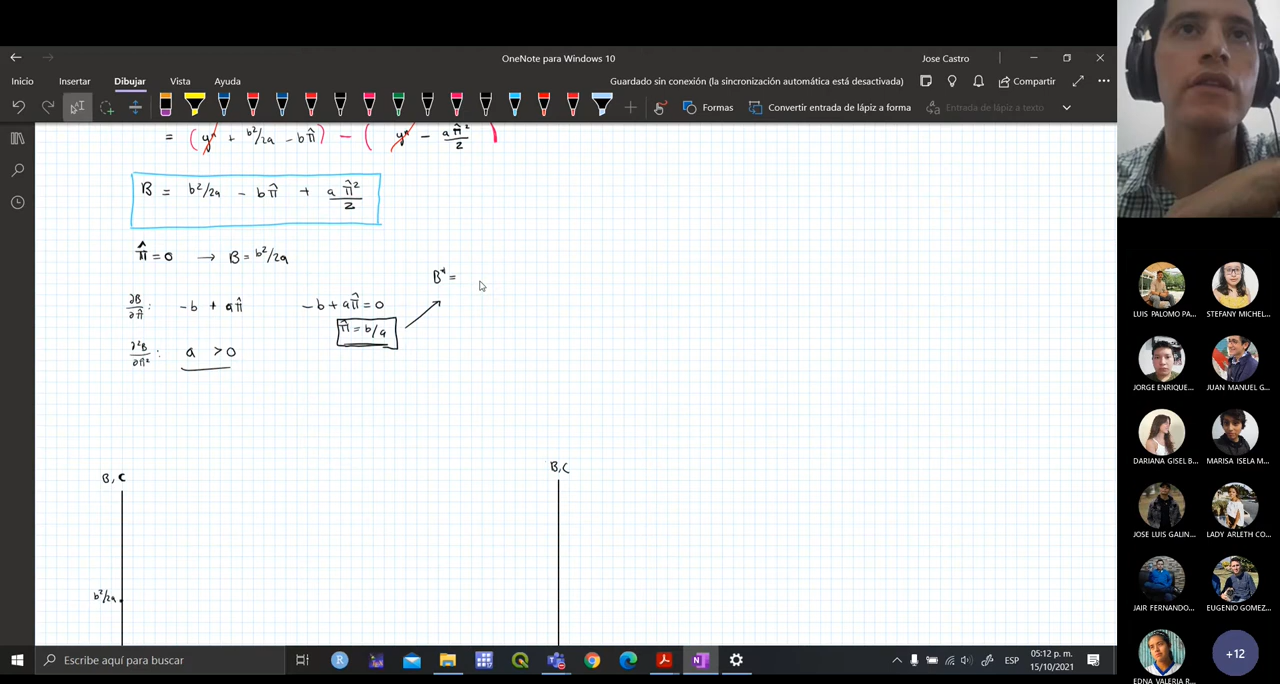 OneNote para Windows 10
Jose Castro
Inicio Insertar Dibujar Vista Ayuda
Guardado sin conexión (la sincronización automática está desactivada)
Compartir
Formas
Convertir entrada de lápiz a forma
Entrada de lápiz a texto
= (y* + b²/2a - bπ̂) - (y* - aπ̂²/2)
B = b²/2a - bπ̂ + aπ̂²/2
π̂ = 0 → B = b²/2a
B* =
∂B/∂π̂ : -b + aπ̂
-b + aπ̂ = 0
π̂ = b/a
∂²B/∂π̂² : a > 0
B, C
B, C
b²/2a
LUIS PALOMO PA...
STEFANY MICHEL...
JORGE ENRIQUE...
JUAN MANUEL G...
DARIANA GISEL B...
MARISA ISELA M...
JOSE LUIS GALIN...
LADY ARLETH CO...
JAIR FERNANDO...
EUGENIO GOMEZ...
EDNA VALERIA R...
+12
Escribe aquí para buscar
ESP
05:12 p. m.
15/10/2021